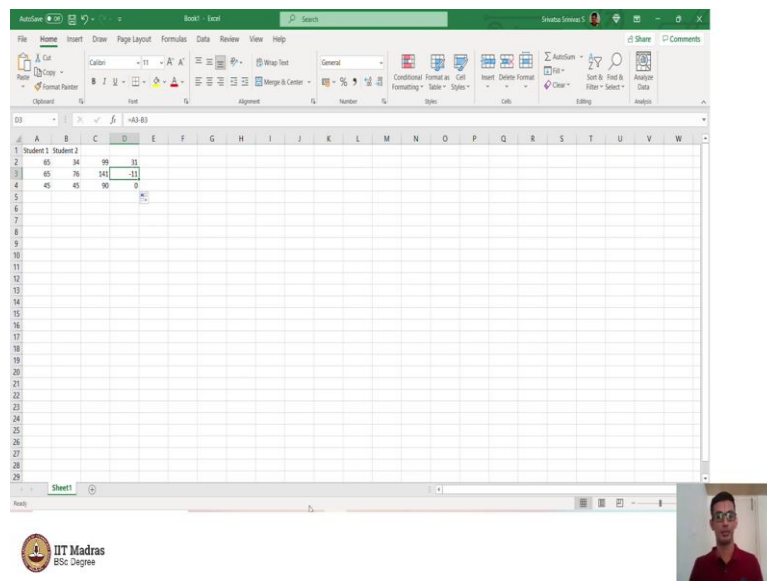 AutoSave Off Book1 - Excel Search Srivatsa Srinivas S
File Home Insert Draw Page Layout Formulas Data Review View Help Share Comments
Paste Cut Copy Format Painter Clipboard
Calibri 11 B I U Font
Wrap Text Merge & Center Alignment
General % Number
Conditional Formatting Format as Table Cell Styles Styles
Insert Delete Format Cells
AutoSum Fill Clear Sort & Filter Find & Select Editing
Analyze Data Analysis
D3 fx =A3-B3
A B C D E F G H I J K L M N O P Q R S T U V W
1 Student 1 Student 2
2 65 34 99 31
3 65 76 141 -11
4 45 45 90 0
5
6
7
8
9
10
11
12
13
14
15
16
17
18
19
20
21
22
23
24
25
26
27
28
29
Sheet1
Ready
IIT Madras
BSc Degree